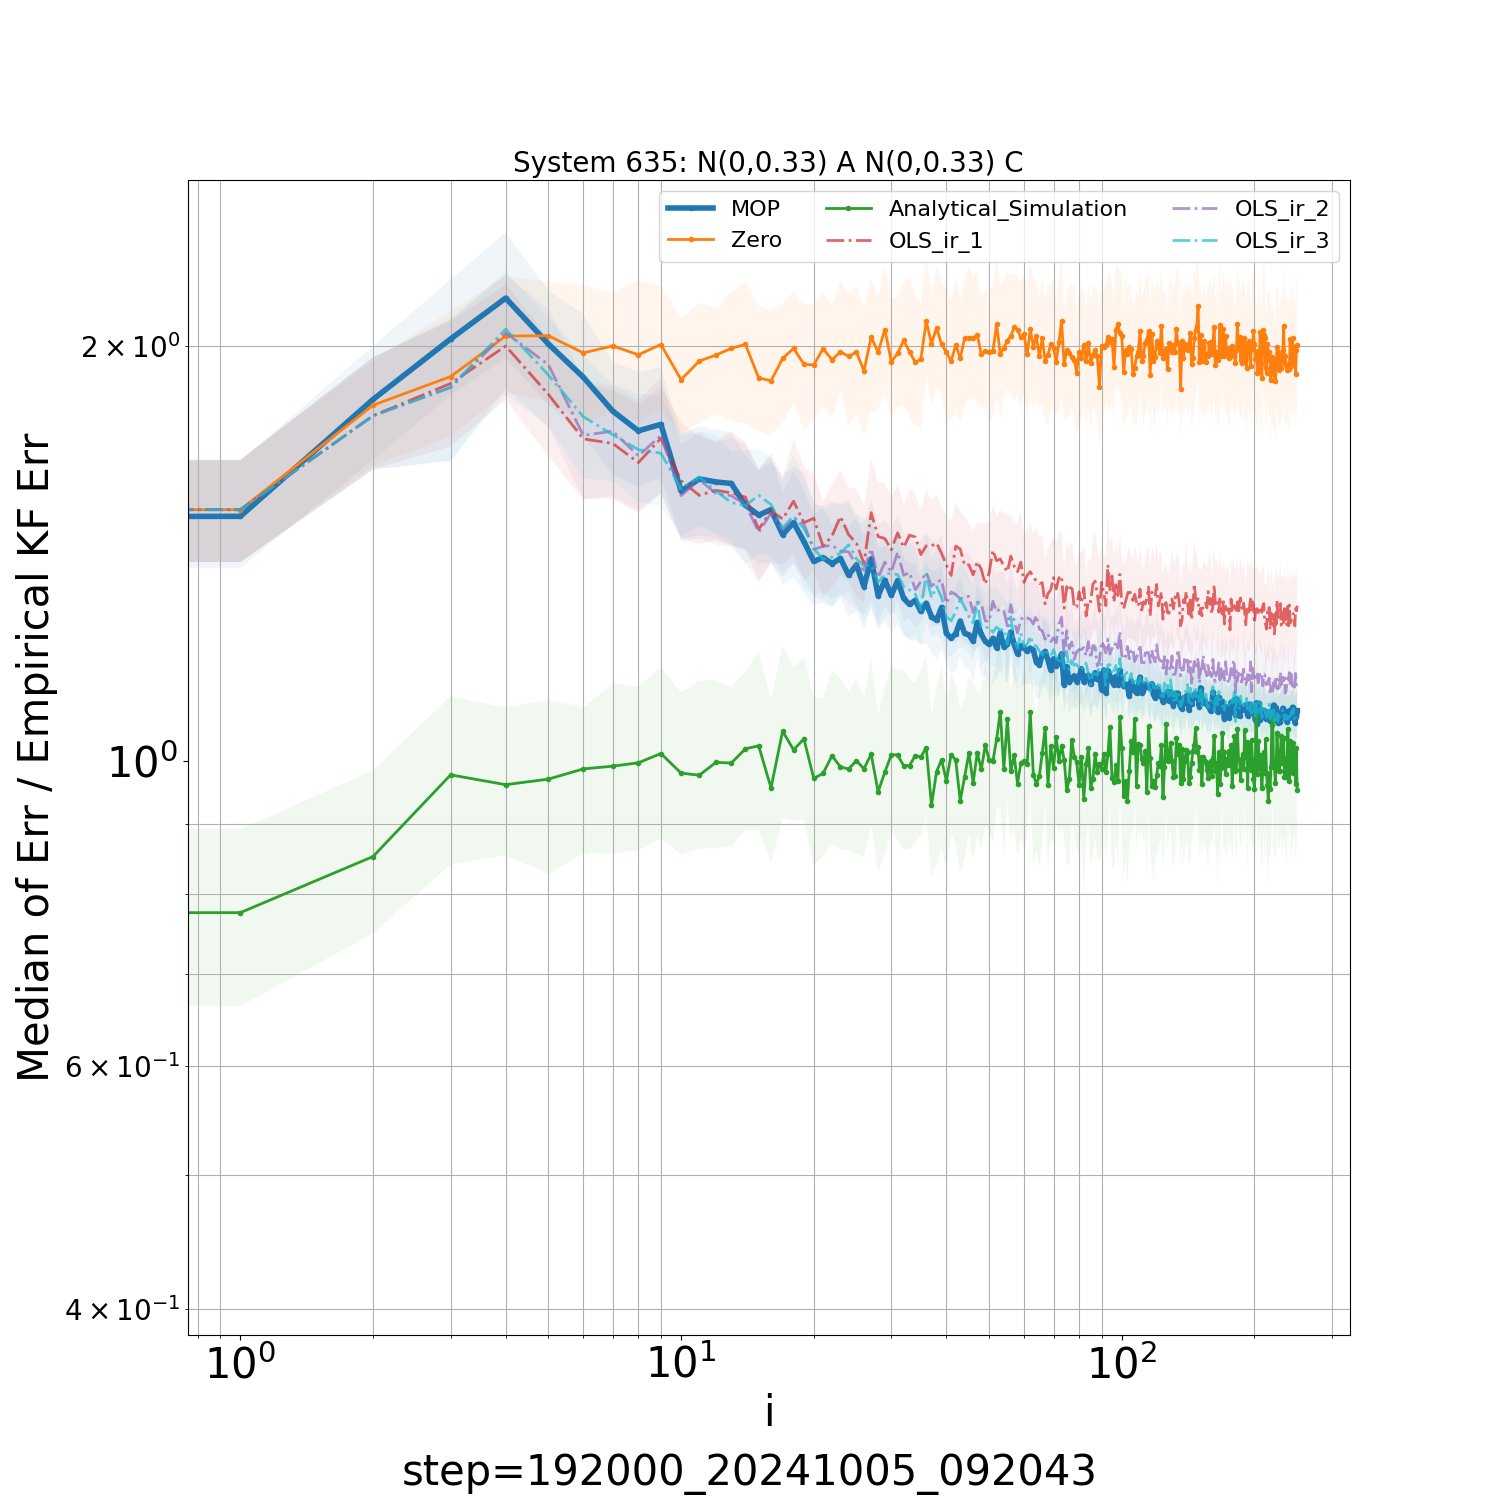 System 635: N(0,0.33) A N(0,0.33) C
MOP
Zero
Analytical_Simulation
OLS_ir_1
OLS_ir_2
OLS_ir_3
Median of Err / Empirical KF Err
2 × 10⁰
10⁰
6 × 10⁻¹
4 × 10⁻¹
10⁰ 10¹ 10²
i
step=192000_20241005_092043